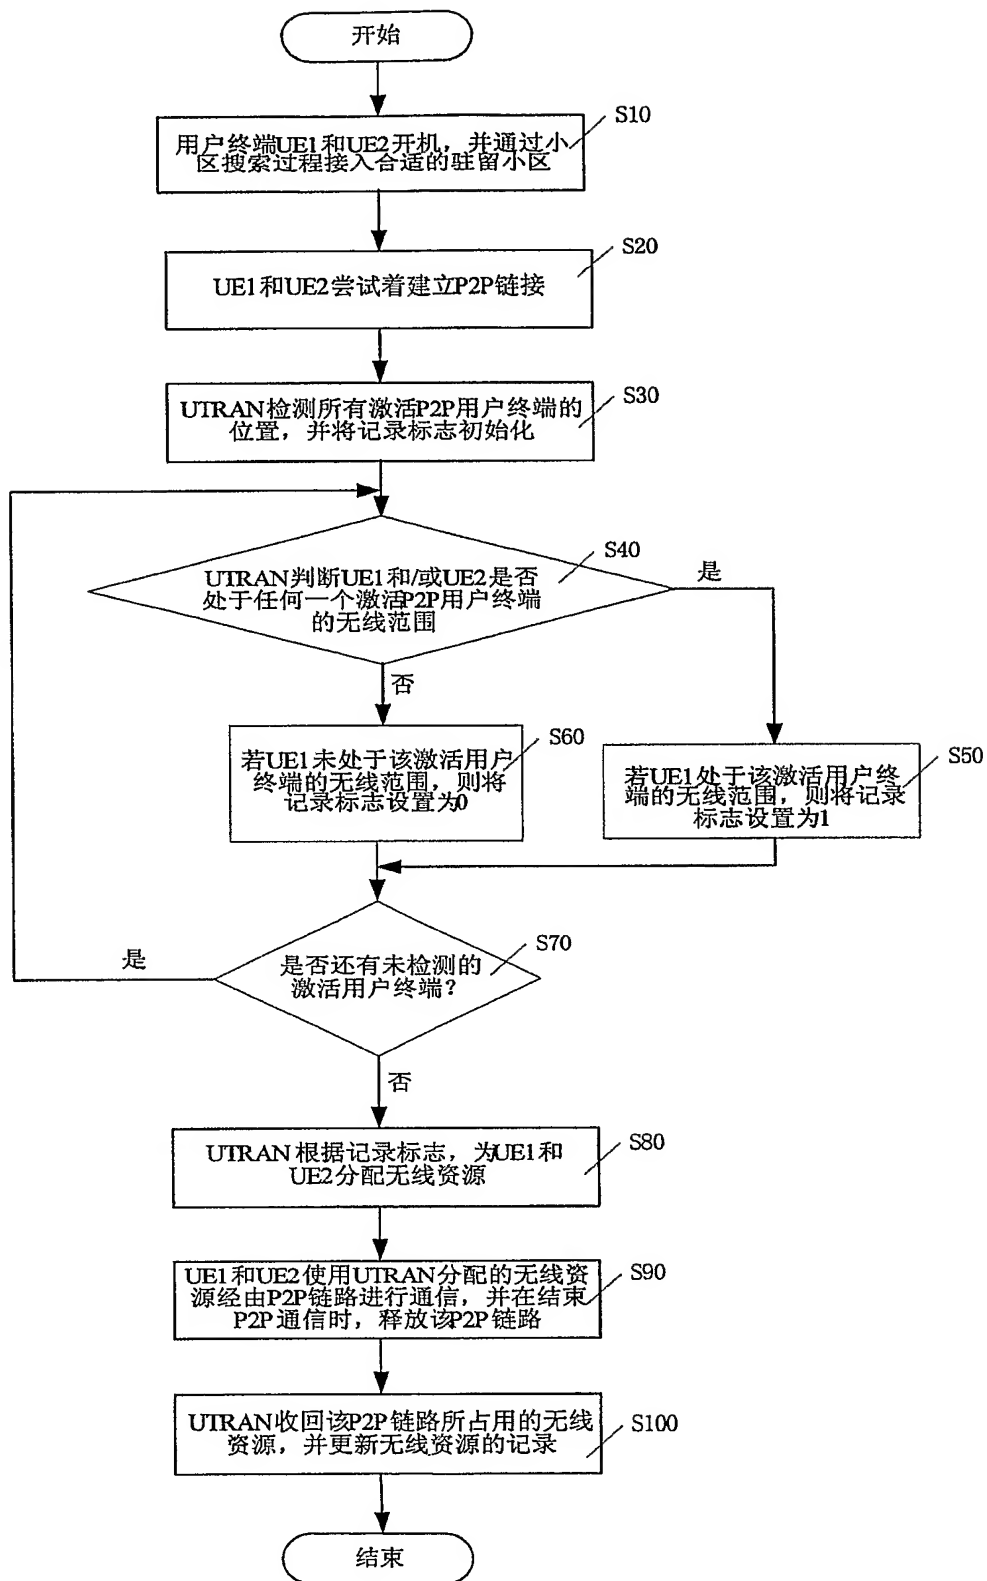 开始
S10
用户终端UE1和UE2开机，并通过小
区搜索过程接入合适的驻留小区
S20
UE1和UE2尝试着建立P2P链接
S30
UTRAN检测所有激活P2P用户终端的
位置，并将记录标志初始化
S40
UTRAN判断UE1和/或UE2是否
处于任何一个激活P2P用户终端
的无线范围
是
否
S60
若UE1未处于该激活用户
终端的无线范围，则将
记录标志设置为0
S50
若UE1处于该激活用户终
端的无线范围，则将记录
标志设置为1
S70
是否还有未检测的
激活用户终端？
是
否
S80
UTRAN根据记录标志，为UE1和
UE2分配无线资源
S90
UE1和UE2使用UTRAN分配的无线资
源经由P2P链路进行通信，并在结束
P2P通信时，释放该P2P链路
S100
UTRAN收回该P2P链路所占用的无线
资源，并更新无线资源的记录
结束